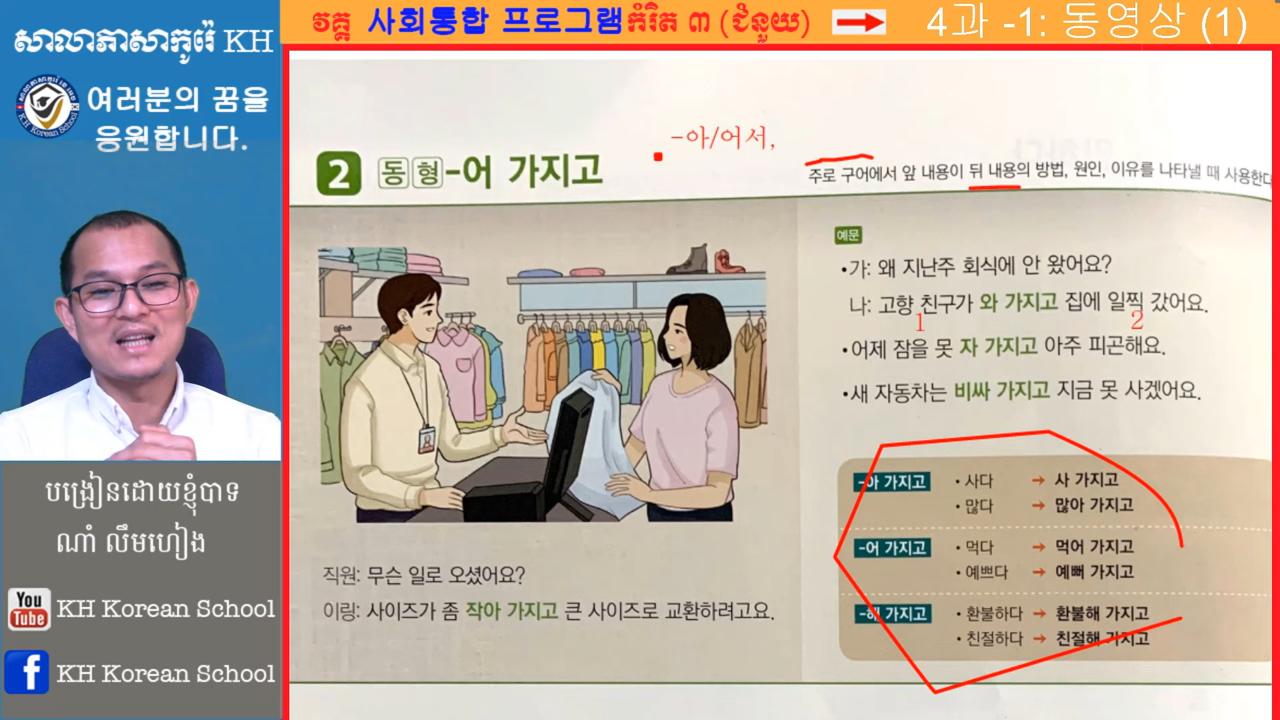 សាលាភាសាកូរ៉េ KH
여러분의 꿈을
응원합니다.
បង្រៀនដោយខ្ញុំបាទ
ណាំ លឹមហៀង
You Tube KH Korean School
f KH Korean School
វគ្គ 사회통합 프로그램កំរិត ៣ (ជំនួយ) 4과 -1: 동영상 (1)
-아/어서,
2 동 형 -어 가지고
주로 구어에서 앞 내용이 뒤 내용의 방법, 원인, 이유를 나타낼 때 사용한다
직원: 무슨 일로 오셨어요?
이링: 사이즈가 좀 작아 가지고 큰 사이즈로 교환하려고요.
예문
•가: 왜 지난주 회식에 안 왔어요?
나: 고향 친구가 와 가지고 집에 일찍 갔어요.
1 2
•어제 잠을 못 자 가지고 아주 피곤해요.
•새 자동차는 비싸 가지고 지금 못 사겠어요.
-아 가지고 •사다 → 사 가지고
•많다 → 많아 가지고
-어 가지고 •먹다 → 먹어 가지고
•예쁘다 → 예뻐 가지고
-해 가지고 •환불하다 → 환불해 가지고
•친절하다 → 친절해 가지고